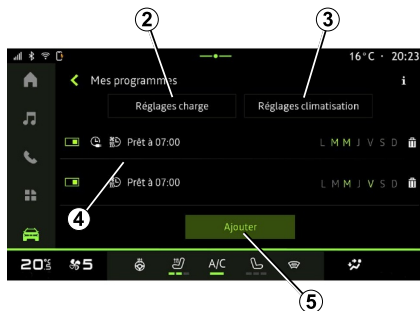 2 3
16°C · 20:23
Mes programmes i
Réglages charge Réglages climatisation
Prêt à 07:00 L M M J V S D
Prêt à 07:00 L M M J V S D
4
Ajouter
20.5 5 A/C
5